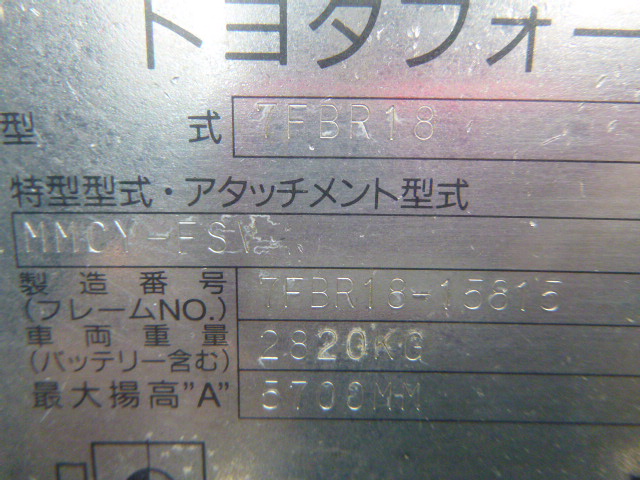 トヨタフォー
型 式 7FBR18
特型型式・アタッチメント型式
製造番号
(フレームNO.) 7FBR18-15815
車両重量
(バッテリー含む) 2820KG
最大揚高"A" 5700MM